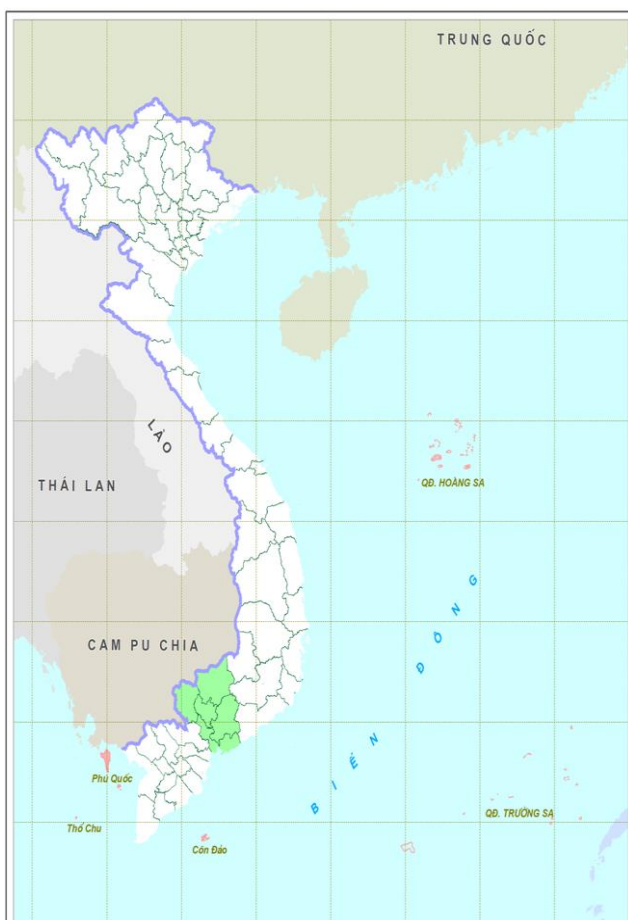 TRUNG QUỐC
LÀO
THÁI LAN
QĐ. HOÀNG SA
CAM PU CHIA
BIỂN ĐÔNG
Phú Quốc
Thổ Chu
Côn Đảo
QĐ. TRƯỜNG SA